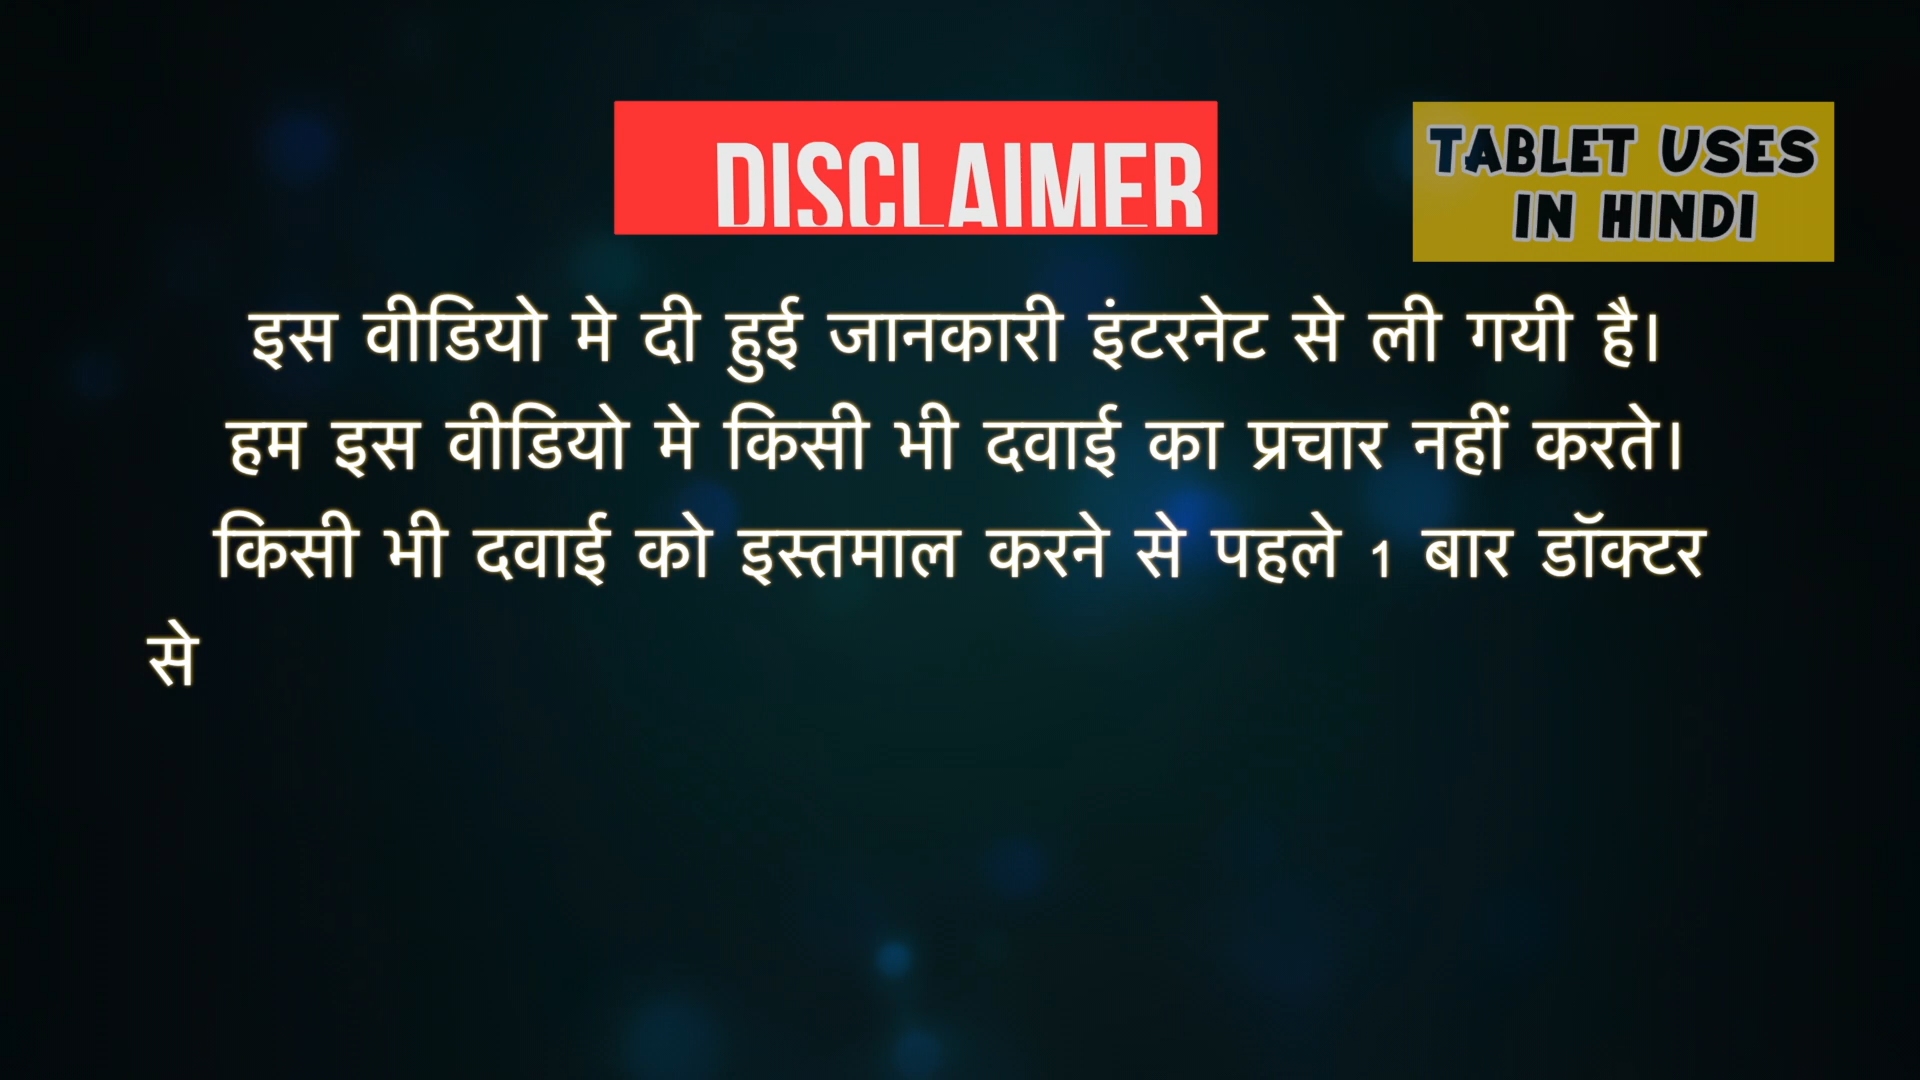 DISCLAIMER
TABLET USES
IN HINDI
इस वीडियो मे दी हुई जानकारी इंटरनेट से ली गयी है।
हम इस वीडियो मे किसी भी दवाई का प्रचार नहीं करते।
किसी भी दवाई को इस्तमाल करने से पहले 1 बार डॉक्टर
से